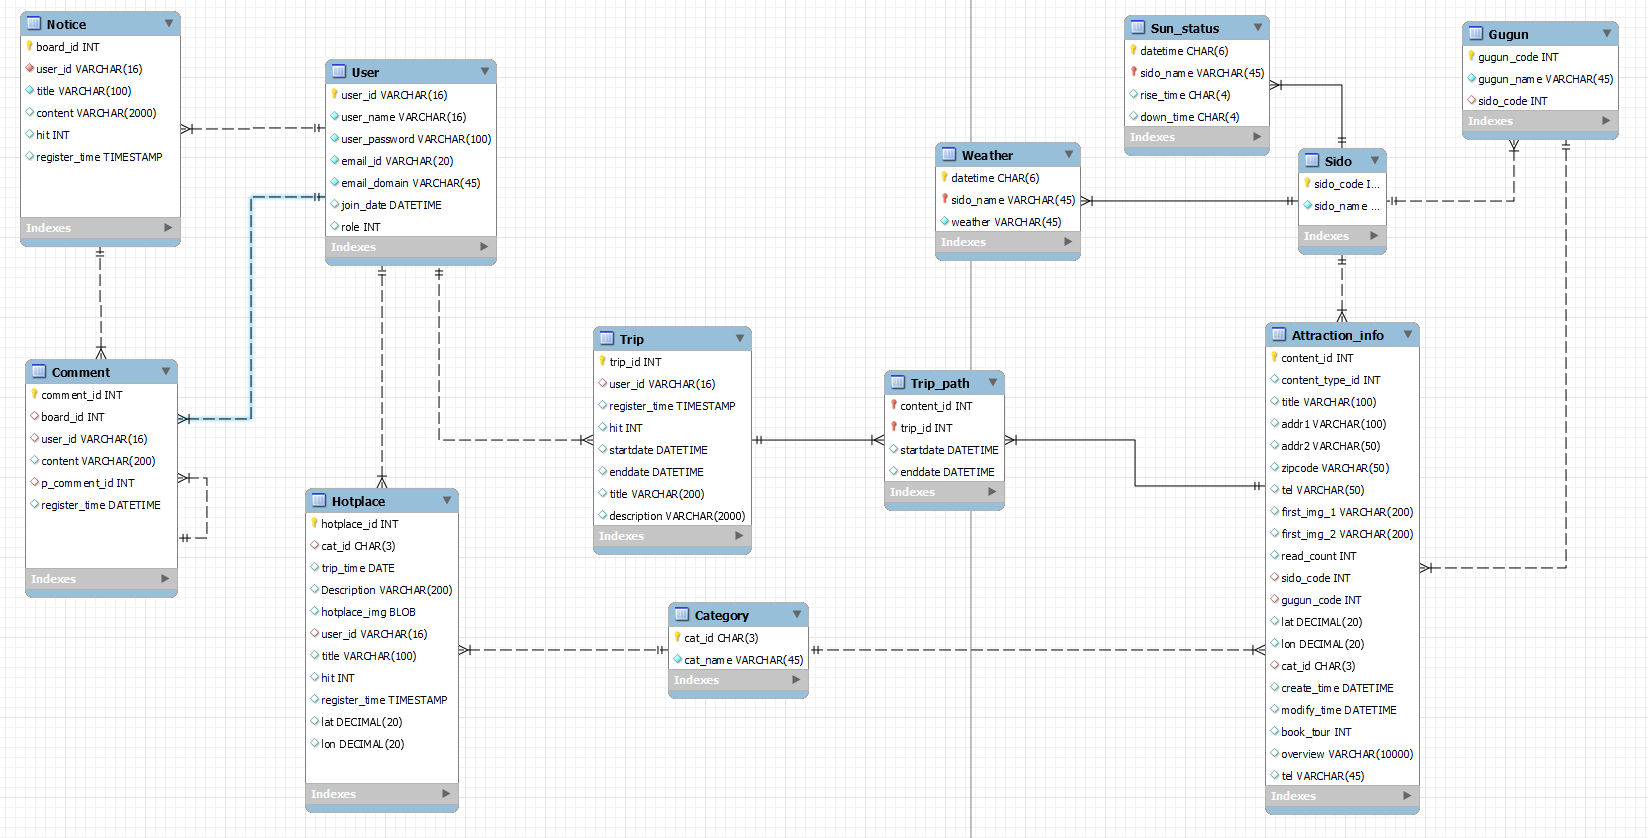 Notice
board_id INT
user_id VARCHAR(16)
title VARCHAR(100)
content VARCHAR(2000)
hit INT
register_time TIMESTAMP
Indexes
User
user_id VARCHAR(16)
user_name VARCHAR(16)
user_password VARCHAR(100)
email_id VARCHAR(20)
email_domain VARCHAR(45)
join_date DATETIME
role INT
Indexes
Comment
comment_id INT
board_id INT
user_id VARCHAR(16)
content VARCHAR(200)
p_comment_id INT
register_time DATETIME
Indexes
Hotplace
hotplace_id INT
cat_id CHAR(3)
trip_time DATE
Description VARCHAR(200)
hotplace_img BLOB
user_id VARCHAR(16)
title VARCHAR(100)
hit INT
register_time TIMESTAMP
lat DECIMAL(20)
lon DECIMAL(20)
Indexes
Trip
trip_id INT
user_id VARCHAR(16)
register_time TIMESTAMP
hit INT
startdate DATETIME
enddate DATETIME
title VARCHAR(200)
description VARCHAR(2000)
Indexes
Category
cat_id CHAR(3)
cat_name VARCHAR(45)
Indexes
Trip_path
content_id INT
trip_id INT
startdate DATETIME
enddate DATETIME
Indexes
Weather
datetime CHAR(6)
sido_name VARCHAR(45)
weather VARCHAR(45)
Indexes
Sun_status
datetime CHAR(6)
sido_name VARCHAR(45)
rise_time CHAR(4)
down_time CHAR(4)
Indexes
Sido
sido_code I...
sido_name ...
Indexes
Gugun
gugun_code INT
gugun_name VARCHAR(45)
sido_code INT
Indexes
Attraction_info
content_id INT
content_type_id INT
title VARCHAR(100)
addr1 VARCHAR(100)
addr2 VARCHAR(50)
zipcode VARCHAR(50)
tel VARCHAR(50)
first_img_1 VARCHAR(200)
first_img_2 VARCHAR(200)
read_count INT
sido_code INT
gugun_code INT
lat DECIMAL(20)
lon DECIMAL(20)
cat_id CHAR(3)
create_time DATETIME
modify_time DATETIME
book_tour INT
overview VARCHAR(10000)
tel VARCHAR(45)
Indexes